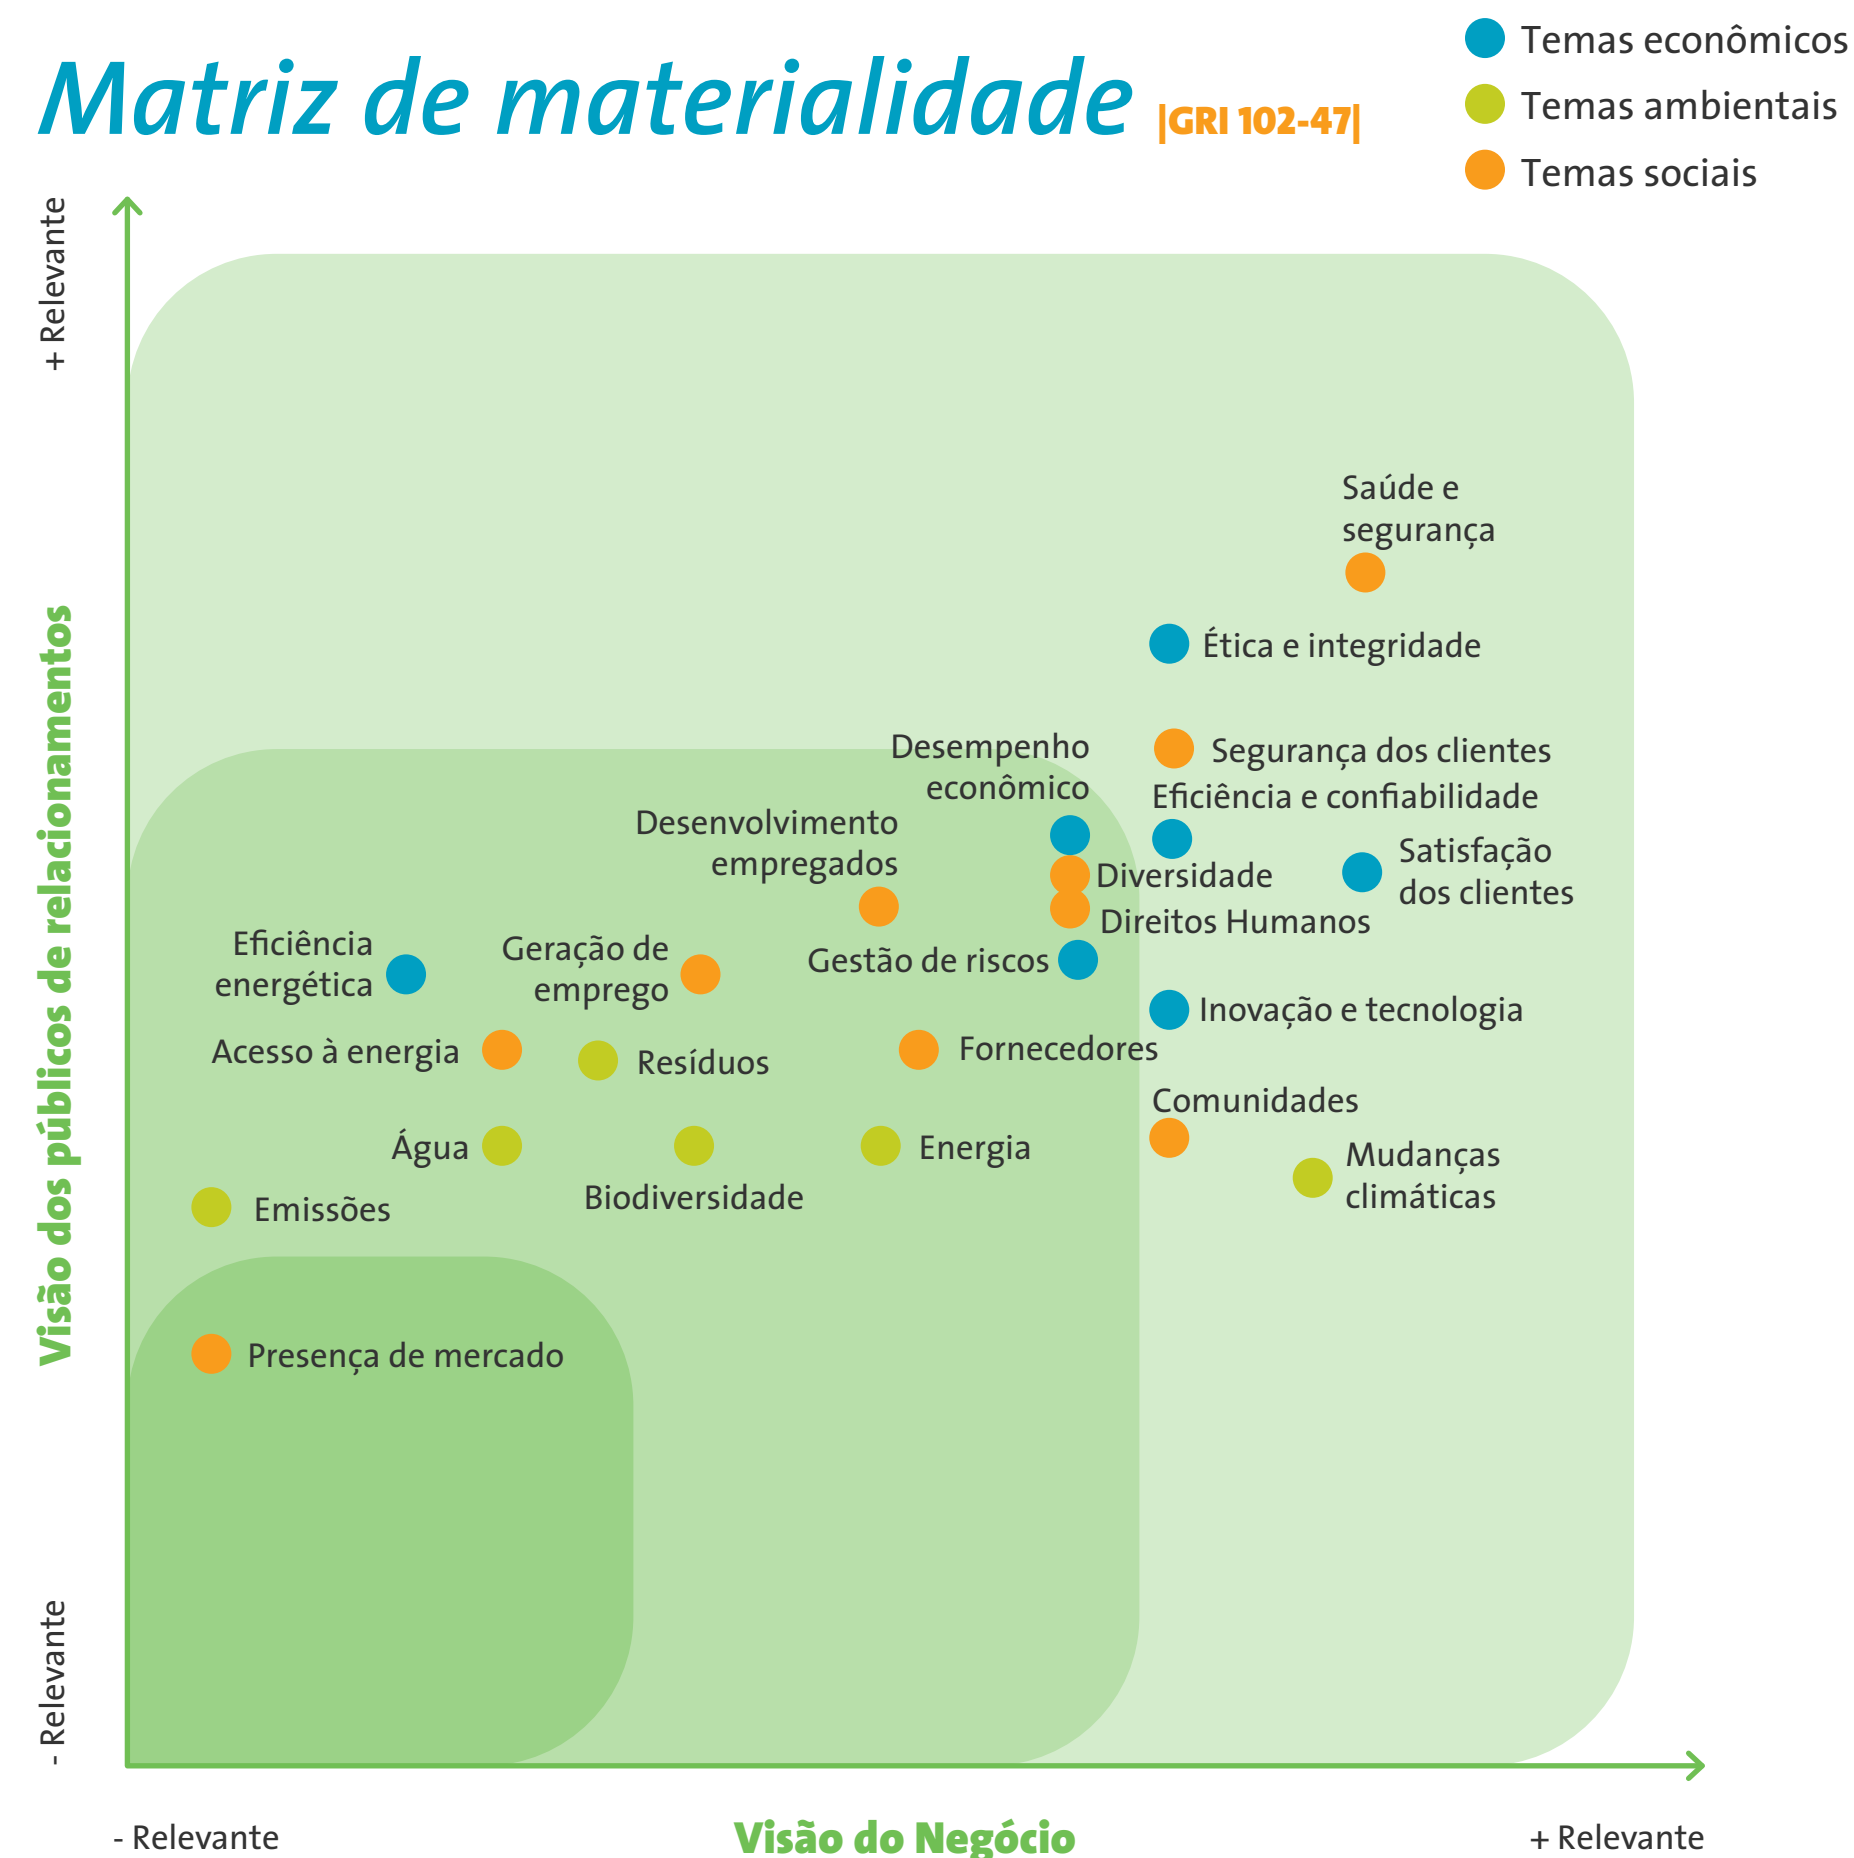 Matriz de materialidade |GRI 102-47|
Temas econômicos
Temas ambientais
Temas sociais
+ Relevante
Visão dos públicos de relacionamentos
- Relevante
Saúde e
segurança
Ética e integridade
Segurança dos clientes
Desempenho
econômico
Eficiência e confiabilidade
Desenvolvimento
empregados
Satisfação
dos clientes
Diversidade
Direitos Humanos
Eficiência
energética
Geração de
emprego
Gestão de riscos
Inovação e tecnologia
Acesso à energia
Resíduos
Fornecedores
Comunidades
Água
Biodiversidade
Energia
Mudanças
climáticas
Emissões
Presença de mercado
- Relevante
Visão do Negócio
+ Relevante